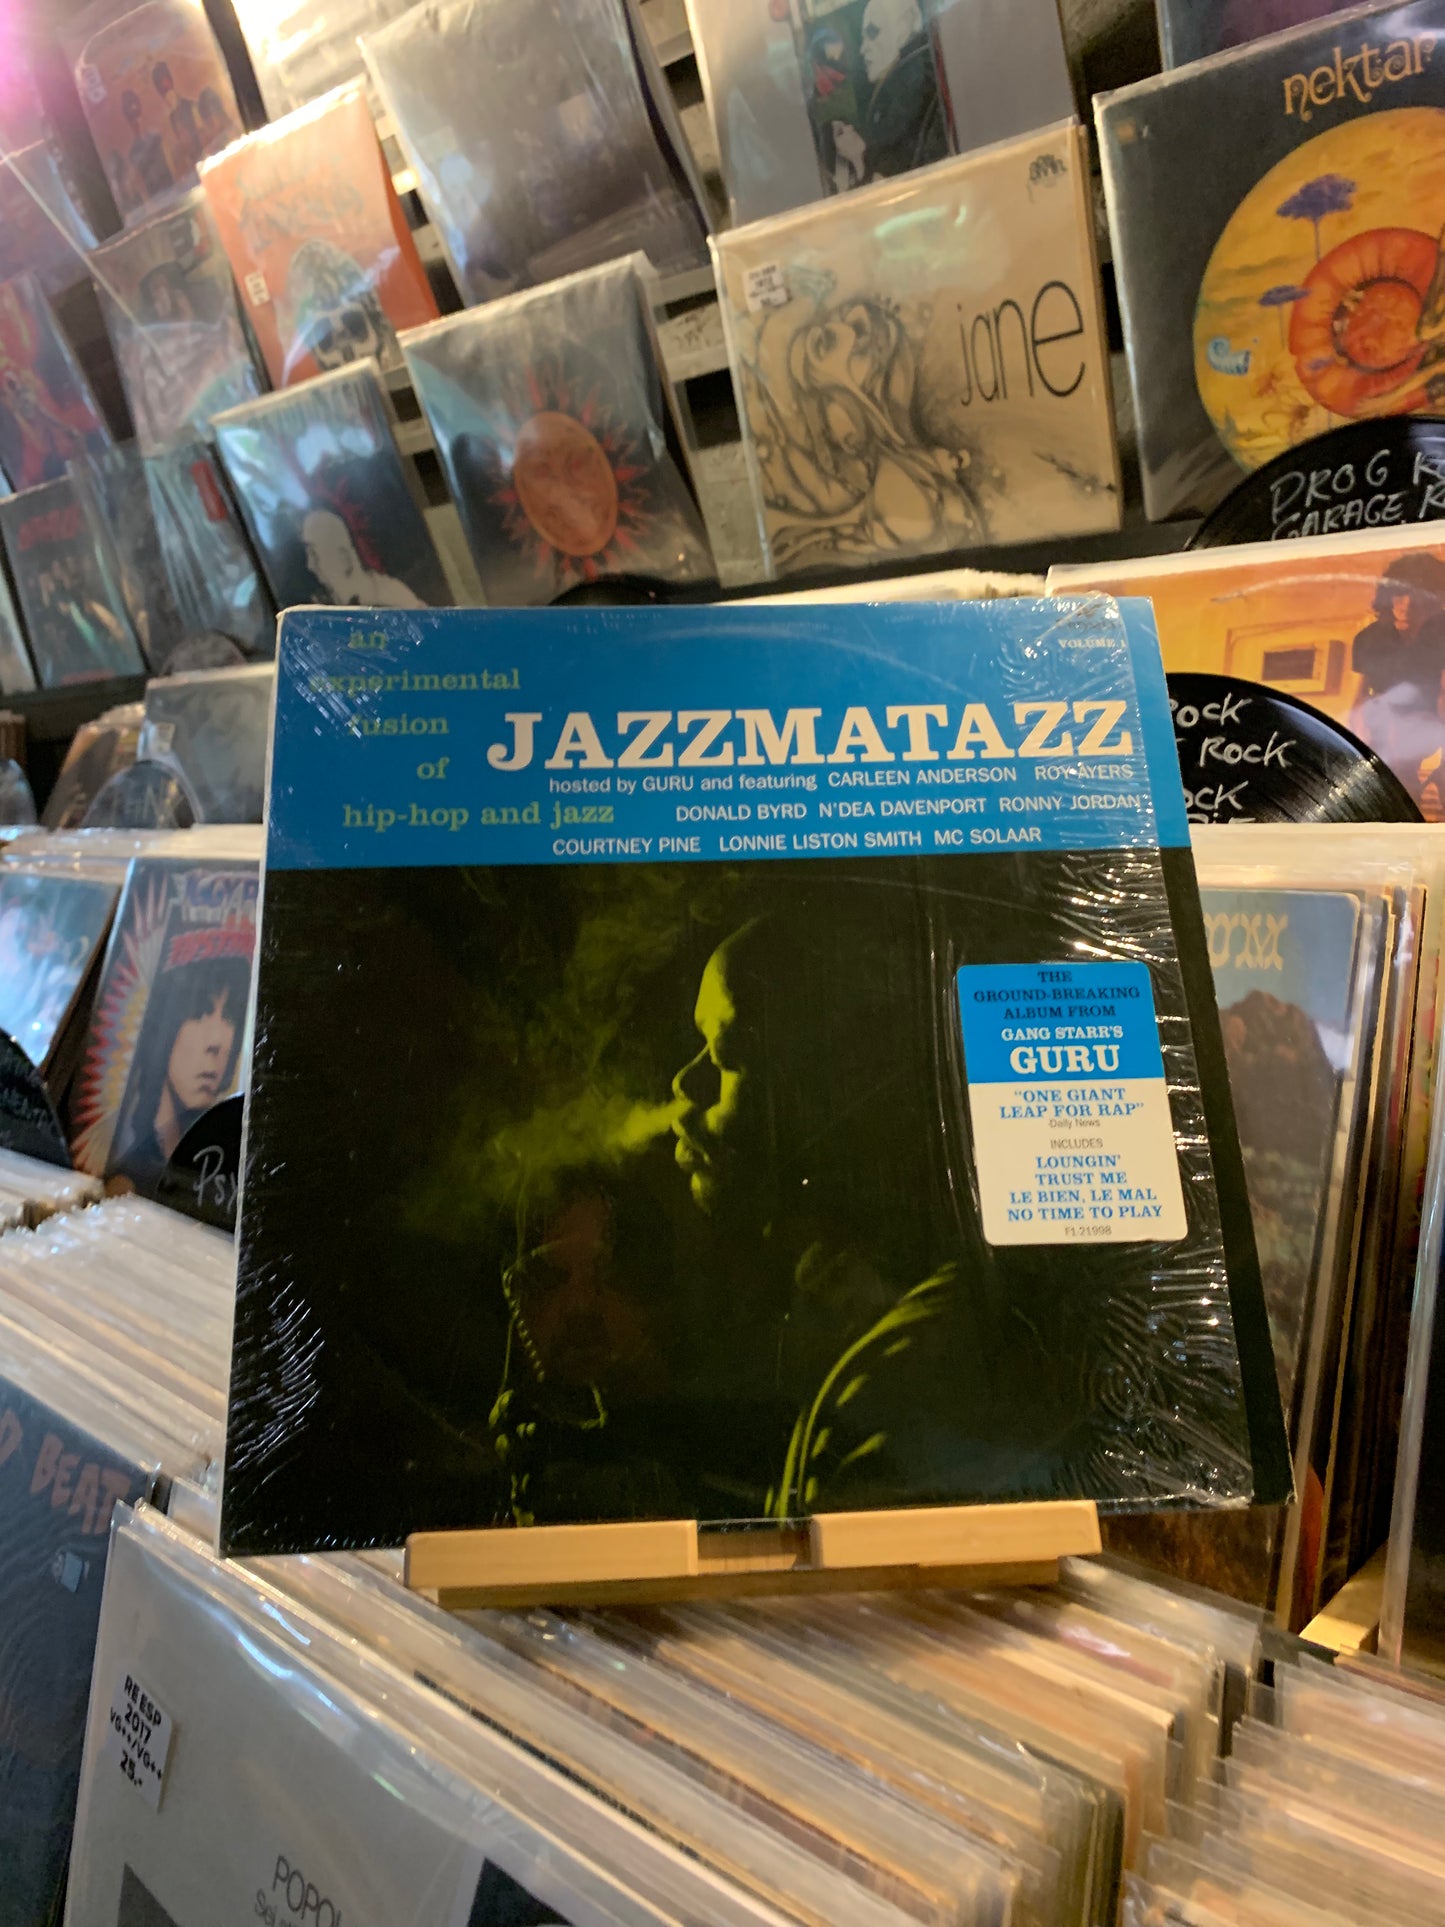 nektar
jane
PROG
GARAGE
ROCK
ROCK
VOLUME 1
an
experimental
fusion
of
hip-hop and jazz
JAZZMATAZZ
hosted by GURU and featuring CARLEEN ANDERSON ROY AYERS
DONALD BYRD N'DEA DAVENPORT RONNY JORDAN
COURTNEY PINE LONNIE LISTON SMITH MC SOLAAR
THE
GROUND-BREAKING
ALBUM FROM
GANG STARR'S
GURU
"ONE GIANT
LEAP FOR RAP"
-Daily News
INCLUDES
LOUNGIN'
TRUST ME
LE BIEN, LE MAL
NO TIME TO PLAY
F1-21998
BEAT
RE ESP
2017
VG++/VG++
25.-